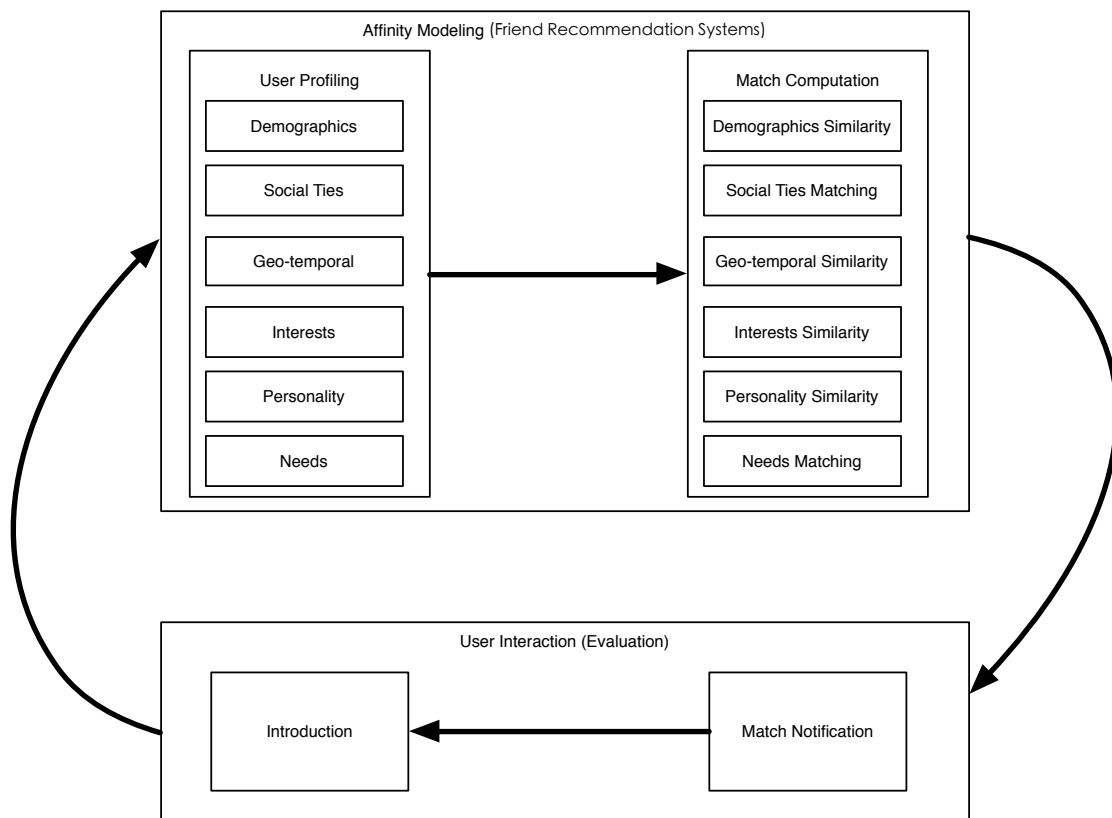 Affinity Modeling (Friend Recommendation Systems)
User Profiling
Demographics
Social Ties
Geo-temporal
Interests
Personality
Needs
Match Computation
Demographics Similarity
Social Ties Matching
Geo-temporal Similarity
Interests Similarity
Personality Similarity
Needs Matching
User Interaction (Evaluation)
Introduction
Match Notification